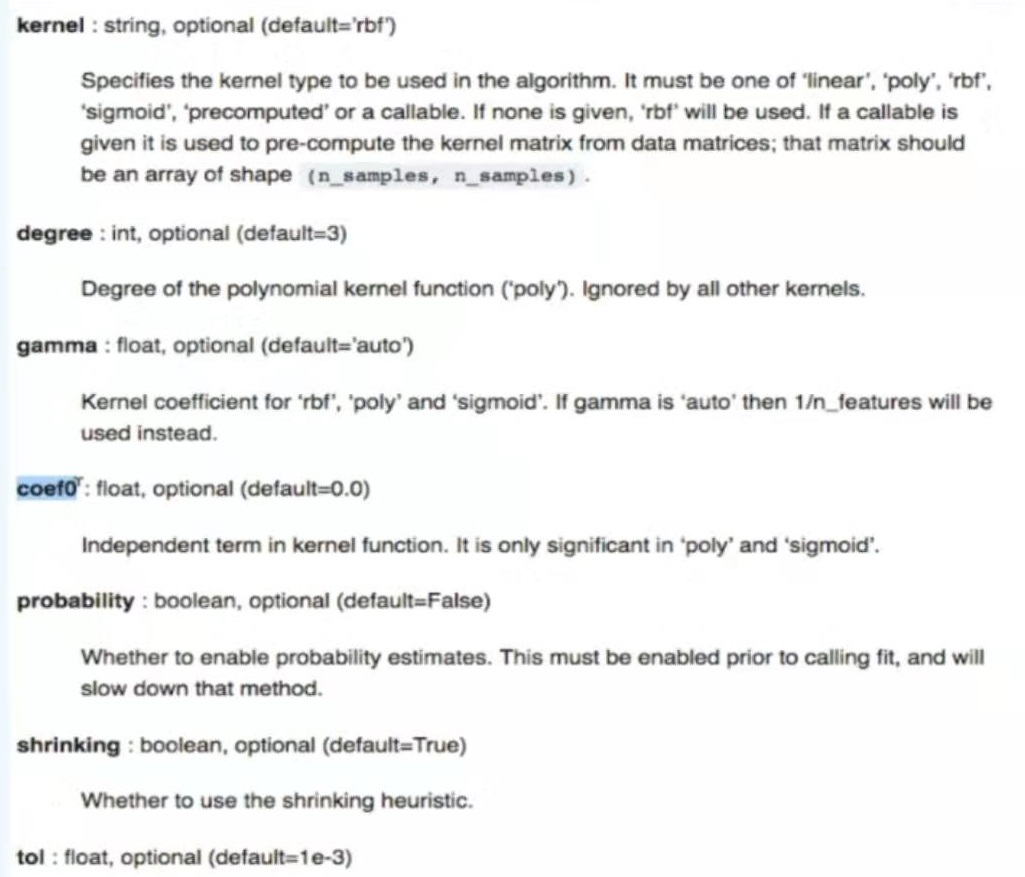 kernel : string, optional (default='rbf')
Specifies the kernel type to be used in the algorithm. It must be one of 'linear', 'poly', 'rbf',
'sigmoid', 'precomputed' or a callable. If none is given, 'rbf' will be used. If a callable is
given it is used to pre-compute the kernel matrix from data matrices; that matrix should
be an array of shape (n_samples, n_samples) .
degree : int, optional (default=3)
Degree of the polynomial kernel function ('poly'). Ignored by all other kernels.
gamma : float, optional (default='auto')
Kernel coefficient for 'rbf', 'poly' and 'sigmoid'. If gamma is 'auto' then 1/n_features will be
used instead.
coef0 : float, optional (default=0.0)
Independent term in kernel function. It is only significant in 'poly' and 'sigmoid'.
probability : boolean, optional (default=False)
Whether to enable probability estimates. This must be enabled prior to calling fit, and will
slow down that method.
shrinking : boolean, optional (default=True)
Whether to use the shrinking heuristic.
tol : float, optional (default=1e-3)